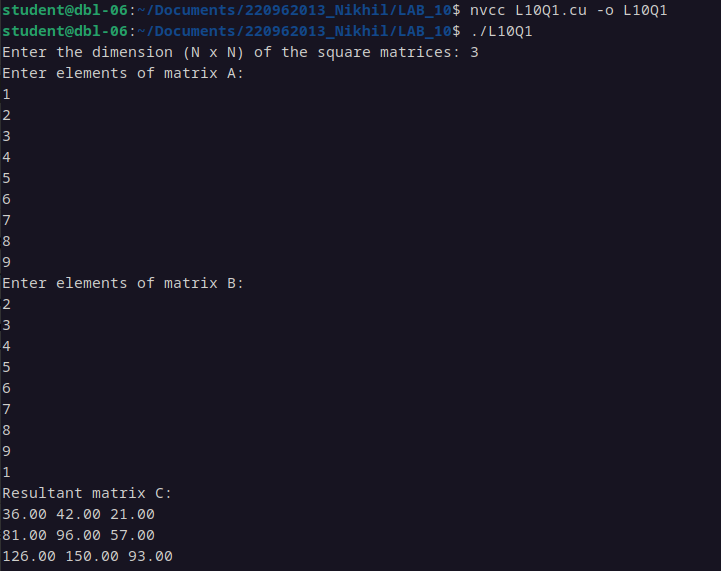 student@dbl-06:~/Documents/220962013_Nikhil/LAB_10$ nvcc L10Q1.cu -o L10Q1
student@dbl-06:~/Documents/220962013_Nikhil/LAB_10$ ./L10Q1
Enter the dimension (N x N) of the square matrices: 3
Enter elements of matrix A:
1
2
3
4
5
6
7
8
9
Enter elements of matrix B:
2
3
4
5
6
7
8
9
1
Resultant matrix C:
36.00 42.00 21.00
81.00 96.00 57.00
126.00 150.00 93.00